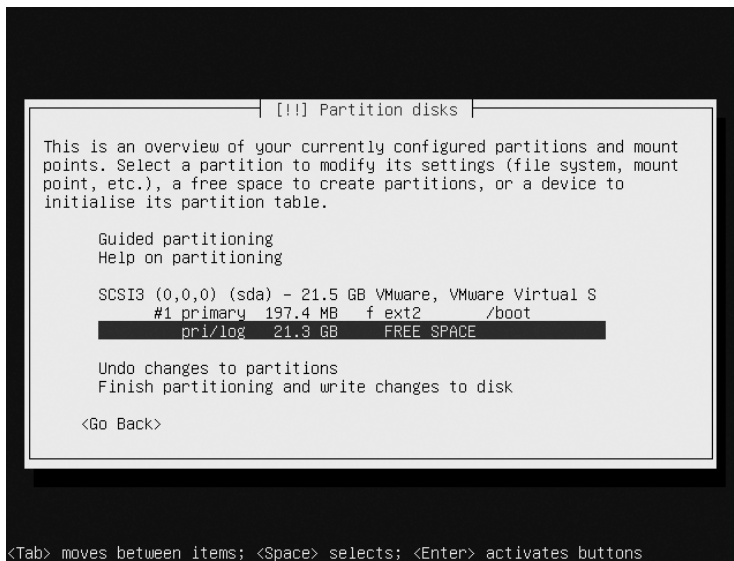 [!!] Partition disks
This is an overview of your currently configured partitions and mount
points. Select a partition to modify its settings (file system, mount
point, etc.), a free space to create partitions, or a device to
initialise its partition table.
Guided partitioning
Help on partitioning
SCSI3 (0,0,0) (sda) - 21.5 GB VMware, VMware Virtual S
#1 primary 197.4 MB f ext2 /boot
pri/log 21.3 GB FREE SPACE
Undo changes to partitions
Finish partitioning and write changes to disk
<Go Back>
<Tab> moves between items; <Space> selects; <Enter> activates buttons